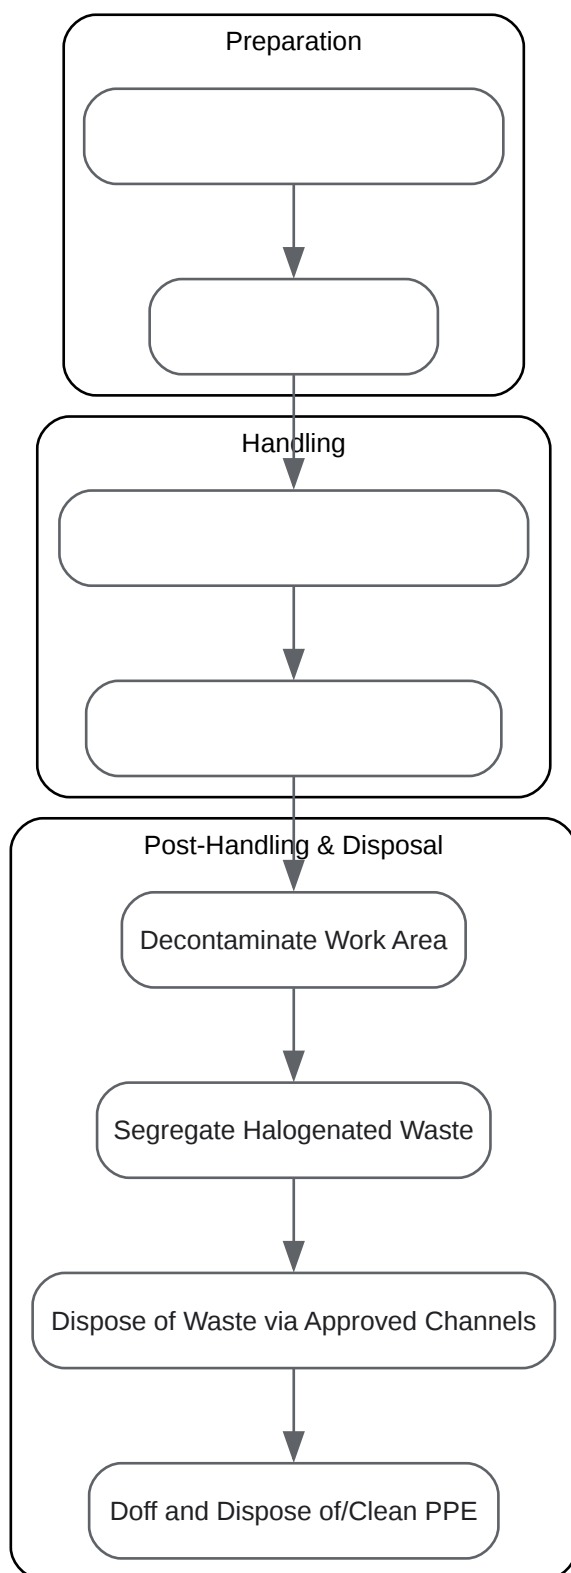 Preparation
Handling
Post-Handling & Disposal
Decontaminate Work Area
Segregate Halogenated Waste
Dispose of Waste via Approved Channels
Doff and Dispose of/Clean PPE